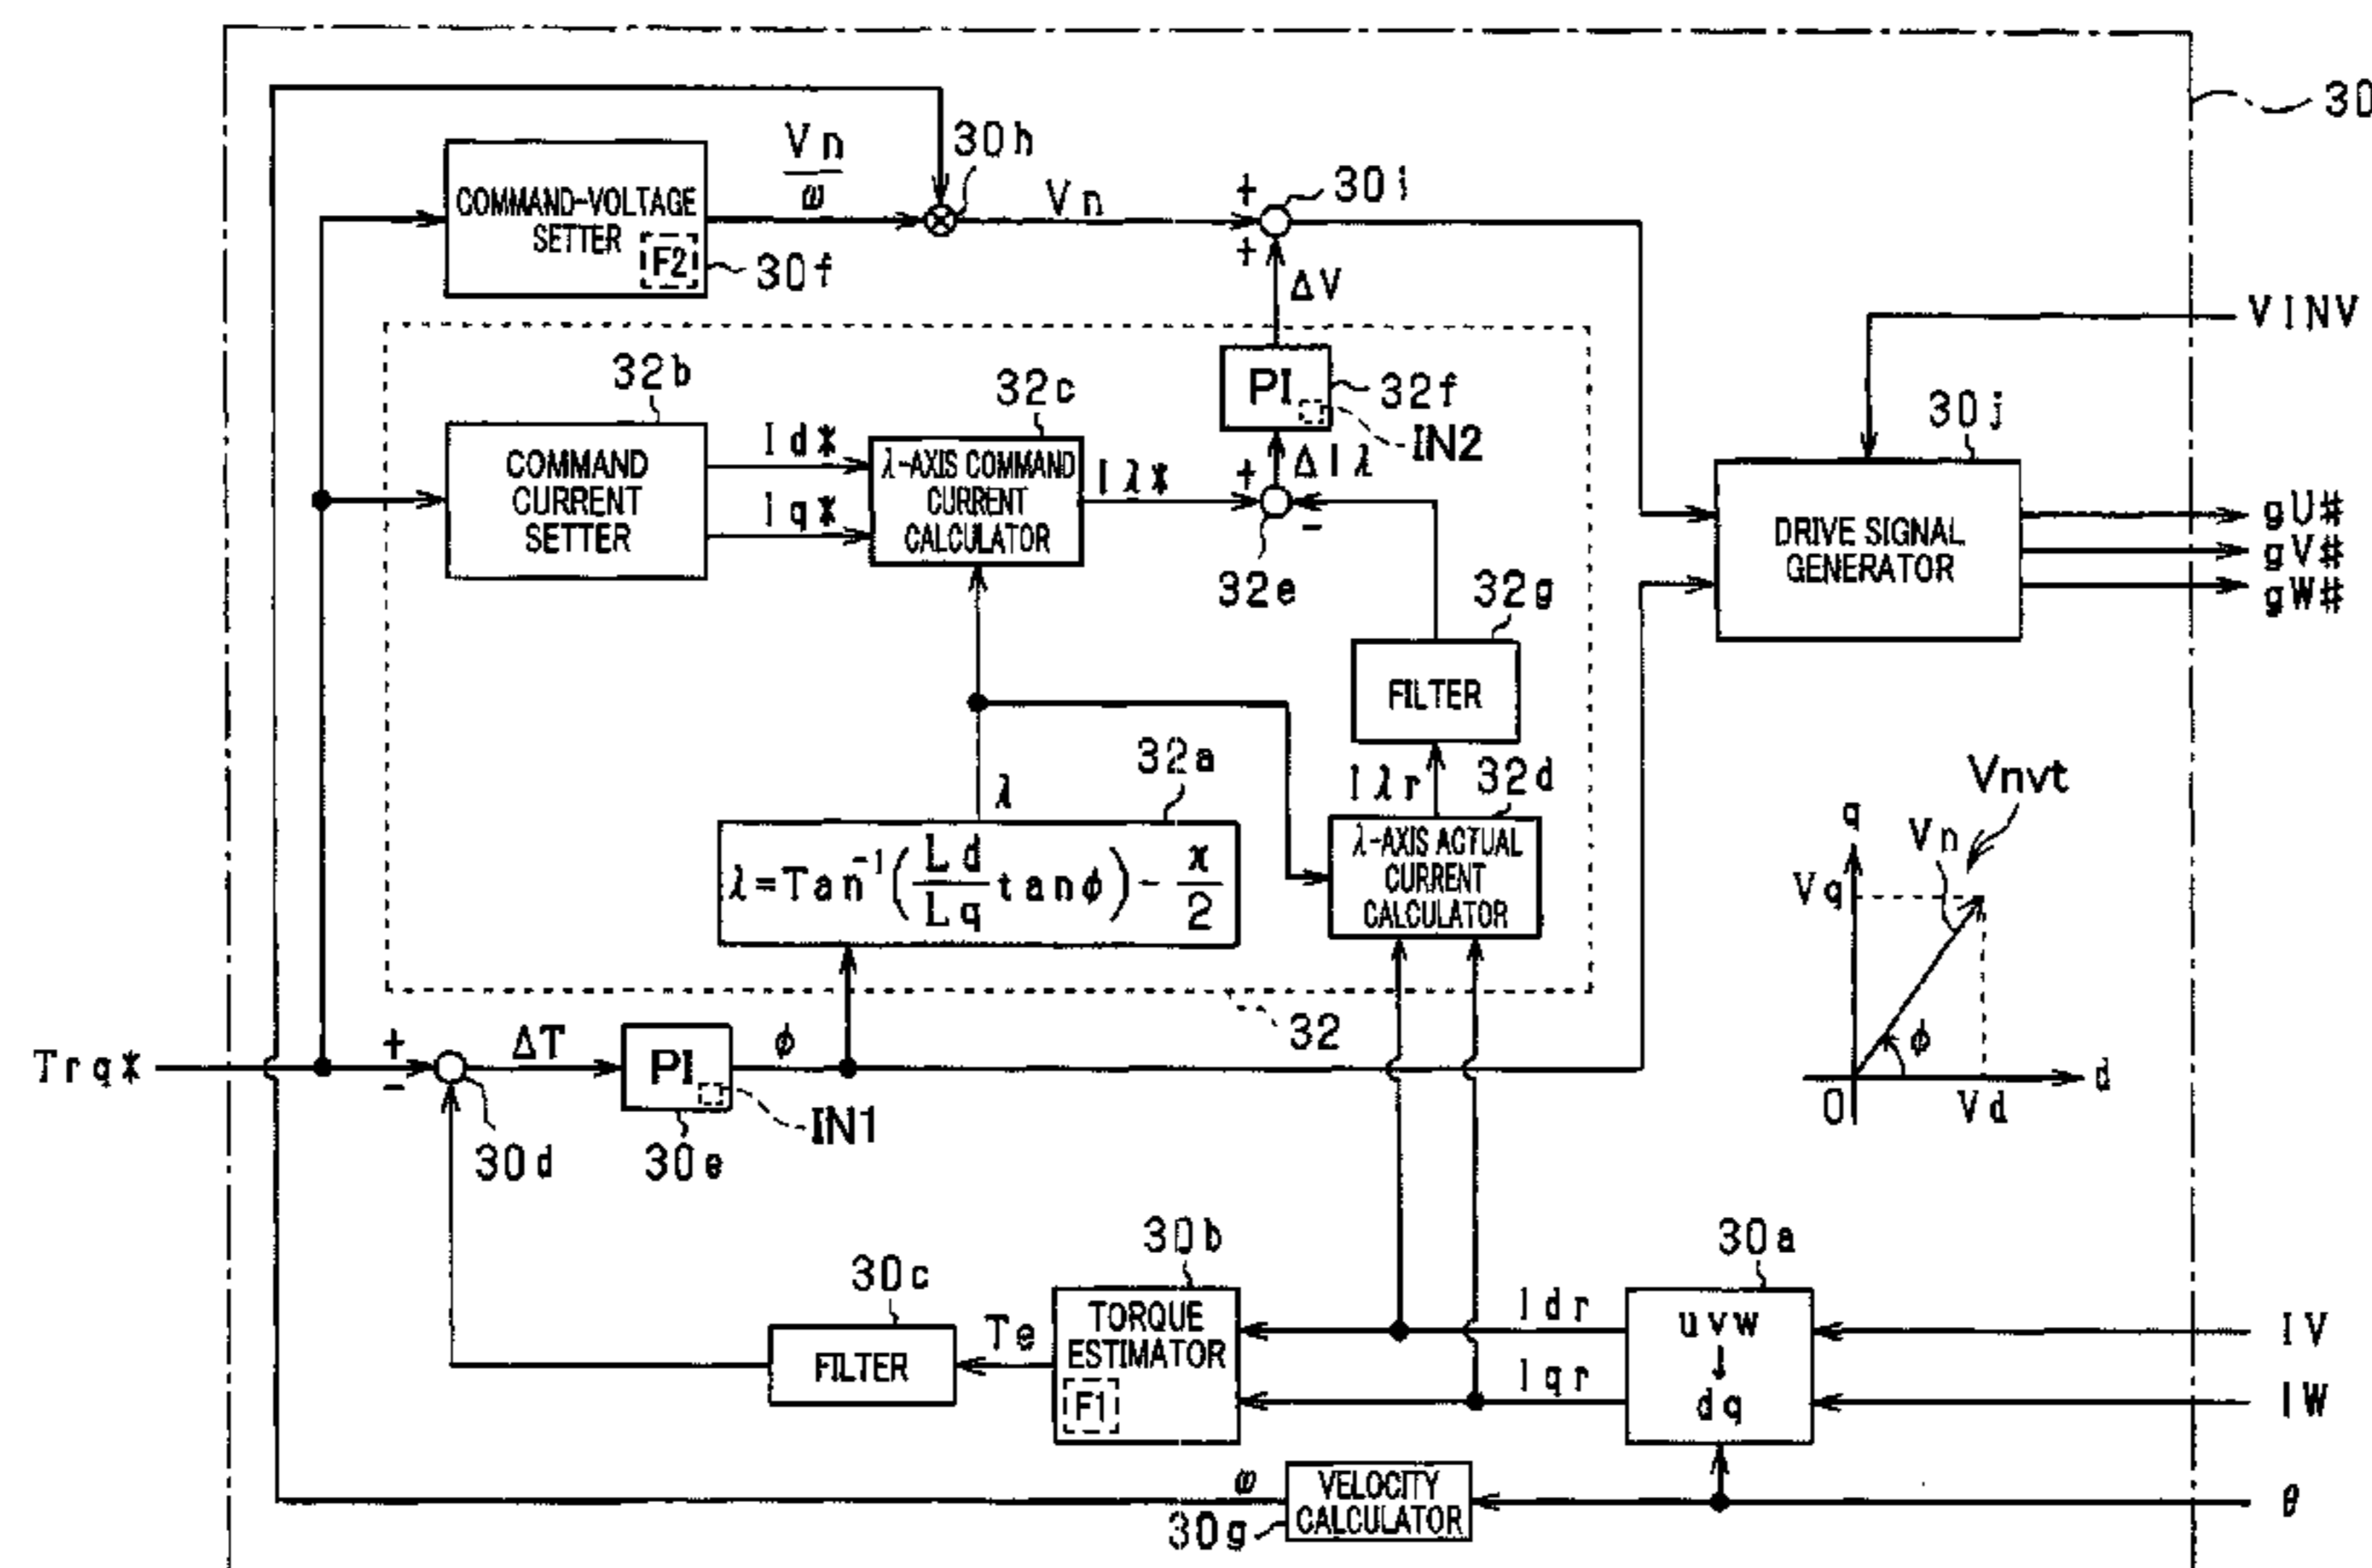 30
Vn
ω
30h
Vn
+
30i
+
COMMAND-VOLTAGE
SETTER
F2
30f
ΔV
VINV
32b
32c
PI
32f
IN2
30j
COMMAND
CURRENT
SETTER
Id*
Iq*
λ-AXIS COMMAND
CURRENT
CALCULATOR
Iλ*
+
ΔIλ
-
32e
DRIVE SIGNAL
GENERATOR
gU#
gV#
gW#
32g
FILTER
32a
λ
Iλr
32d
λ=Tan⁻¹(Ld/Lq tanφ)-π/2
λ-AXIS ACTUAL
CURRENT
CALCULATOR
Vnvt
q
Vn
Vq
φ
0
Vd
d
32
Trq*
+
-
ΔT
PI
φ
IN1
30d
30e
30c
30b
30a
FILTER
Te
TORQUE
ESTIMATOR
F1
Idr
Iqr
uvw
↓
dq
IV
IW
ω
VELOCITY
CALCULATOR
30g
θ